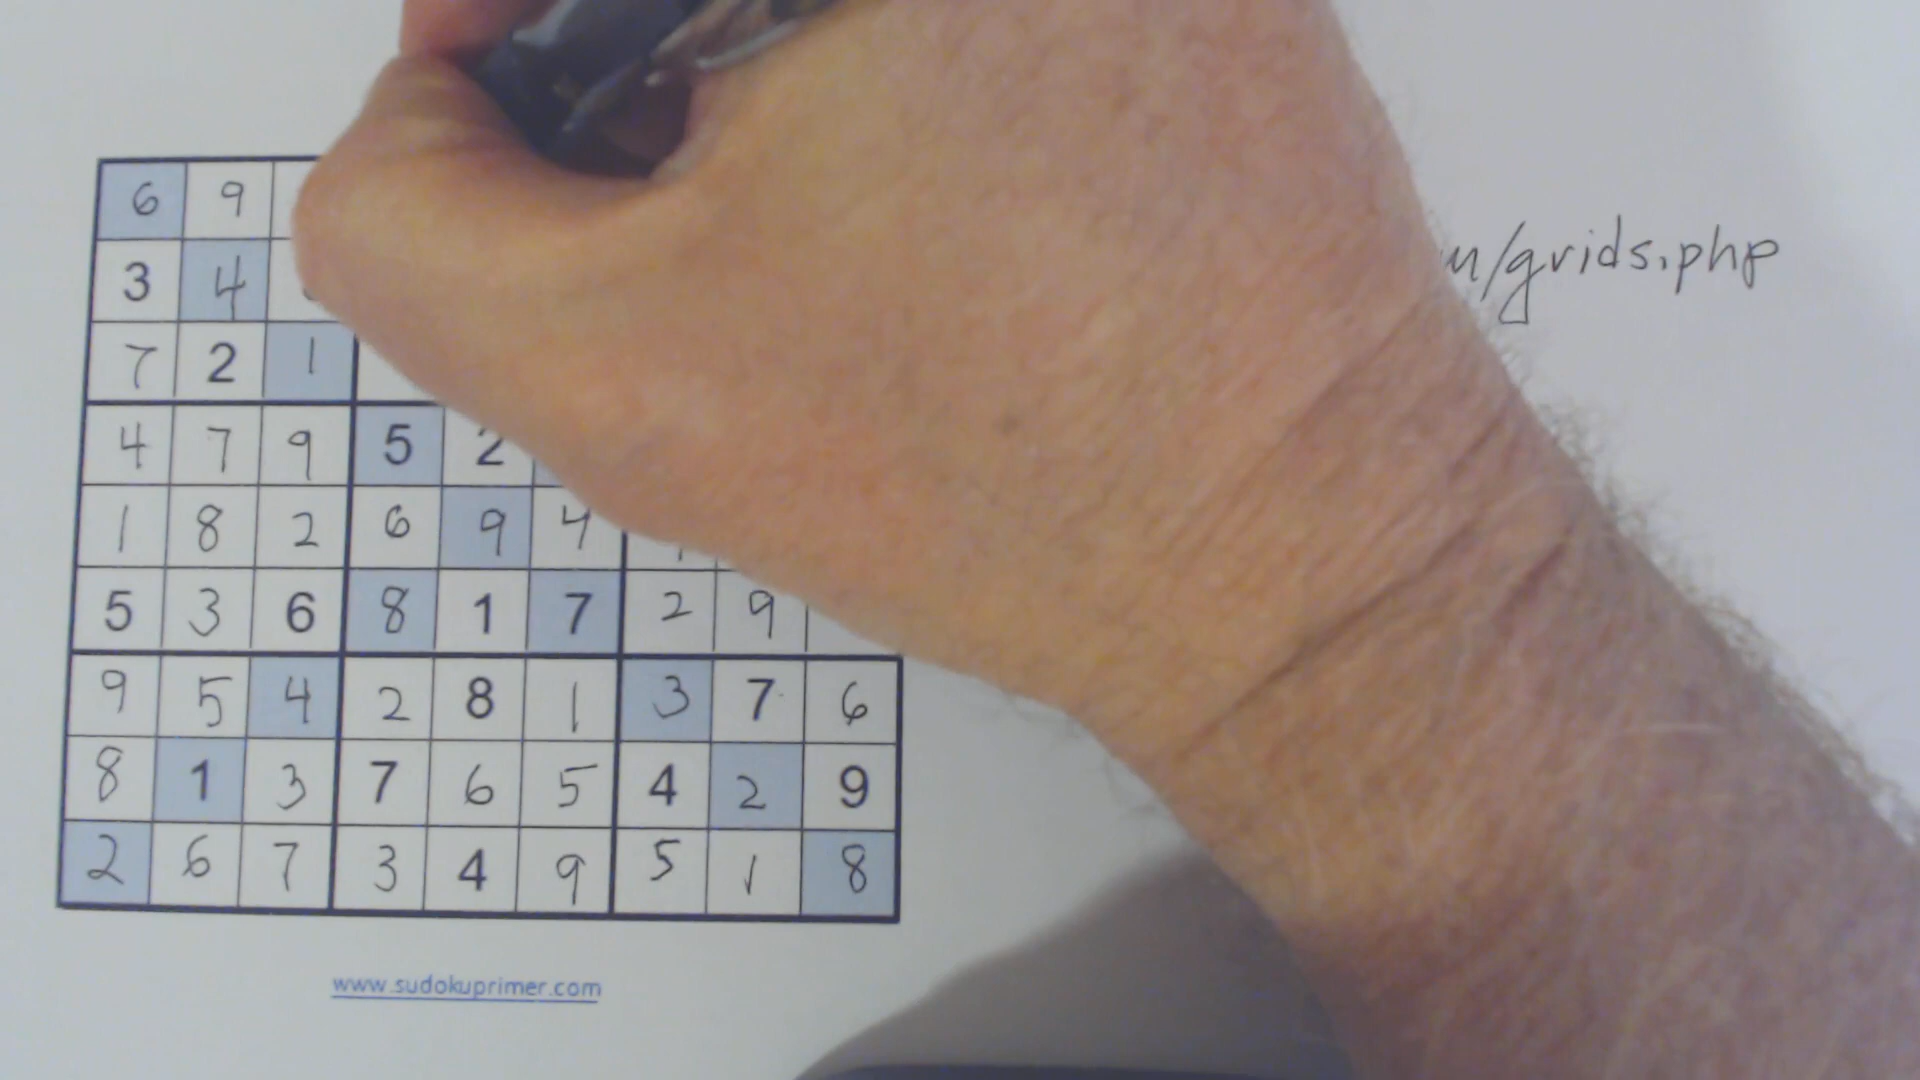 6 9
3 4
/grids.php
7 2 1
4 7 9 5 2
1 8 2 6 9 4
5 3 6 8 1 7 2 9
9 5 4 2 8 1 3 7 6
8 1 3 7 6 5 4 2 9
2 6 7 3 4 9 5 1 8
www.sudokuprimer.com